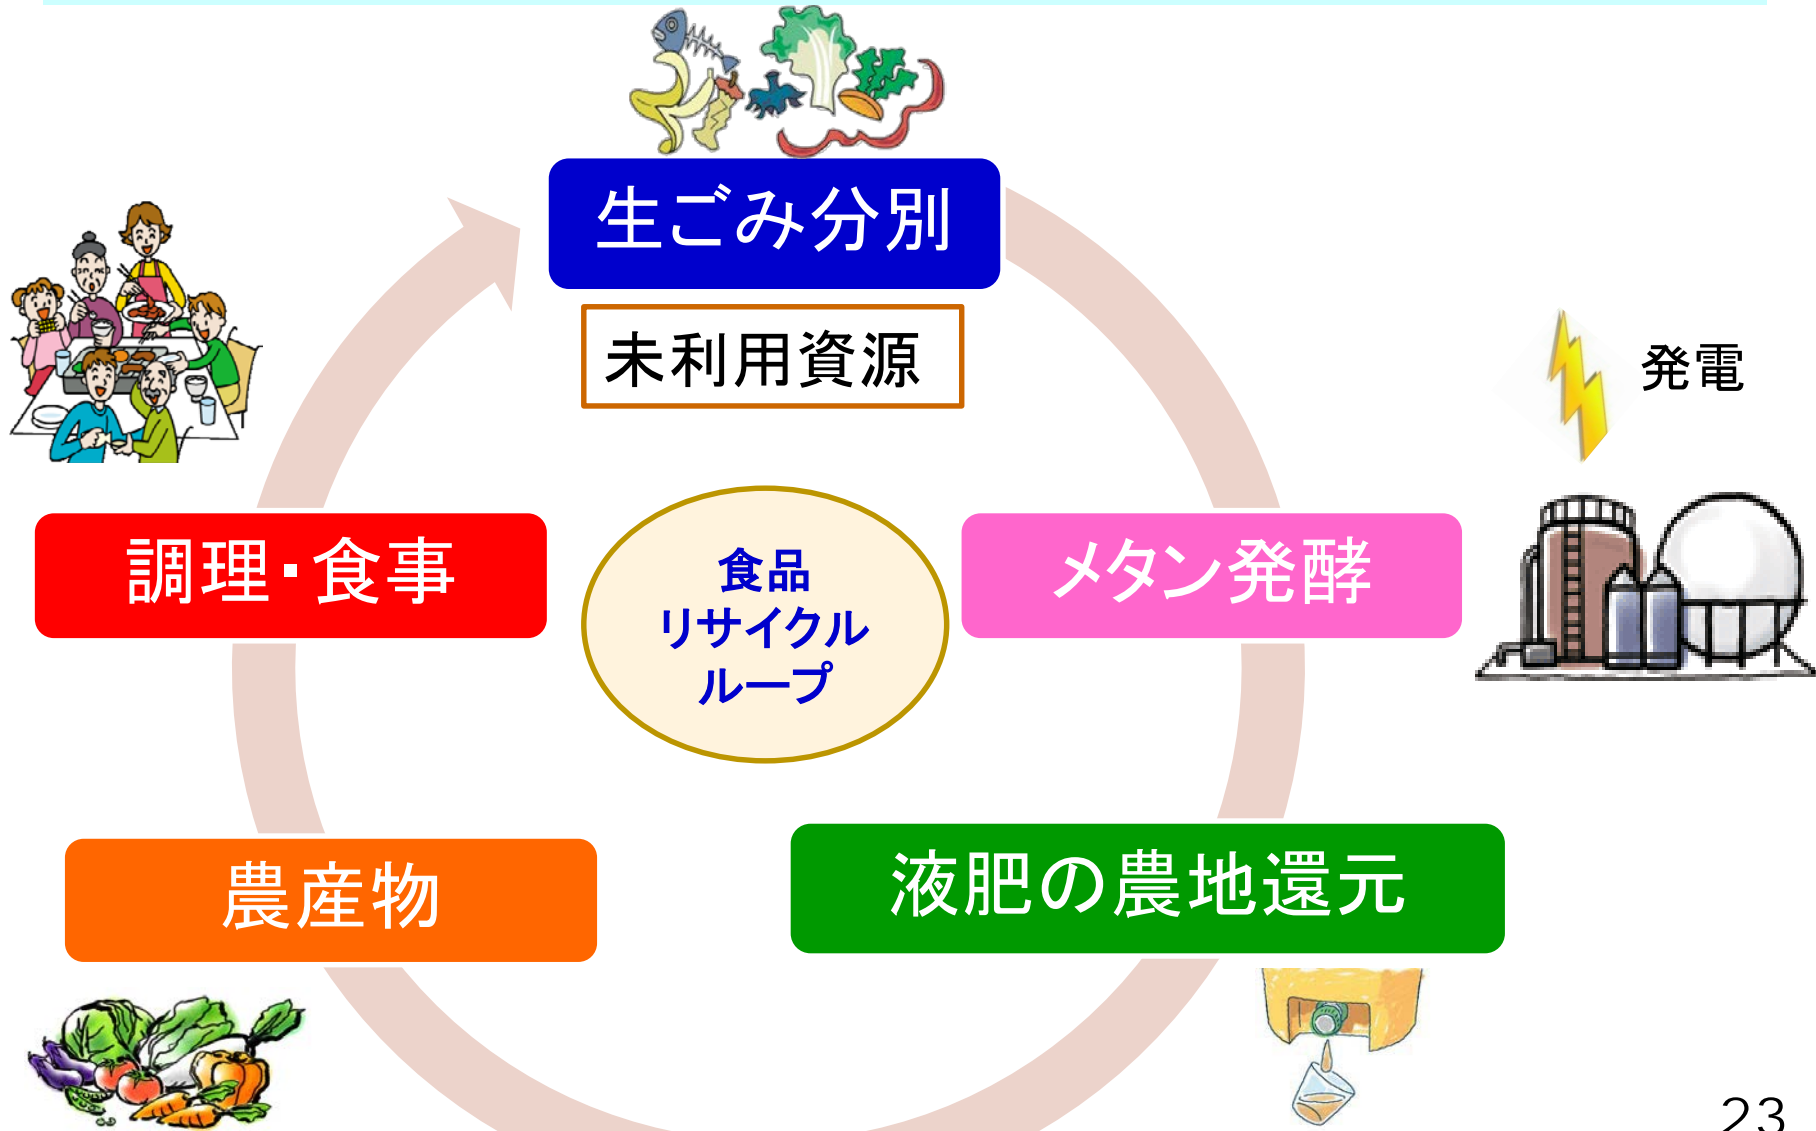 生ごみ分別
未利用資源
発電
調理・食事
食品
リサイクル
ループ
メタン発酵
農産物
液肥の農地還元
23